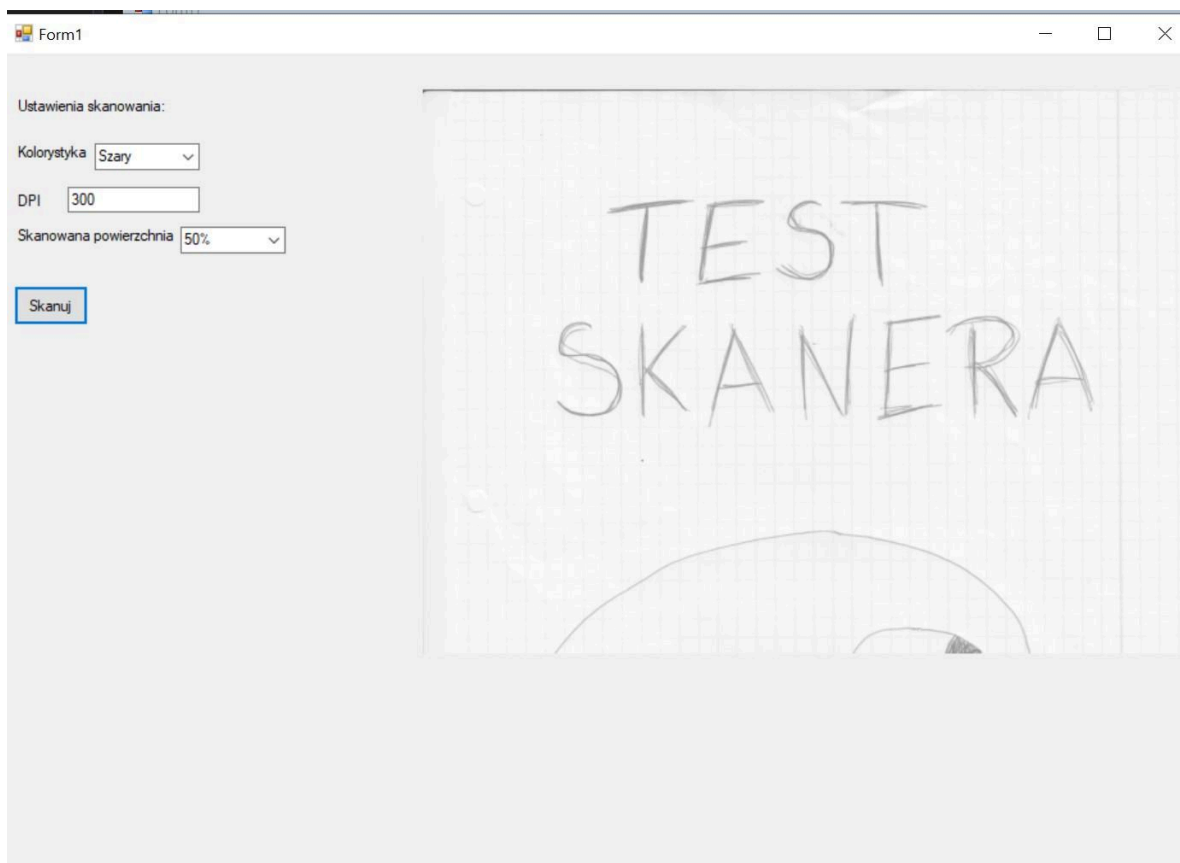 Form1
Ustawienia skanowania:
Kolorystyka Szary
DPI 300
Skanowana powierzchnia 50%
Skanuj
TEST
SKANERA